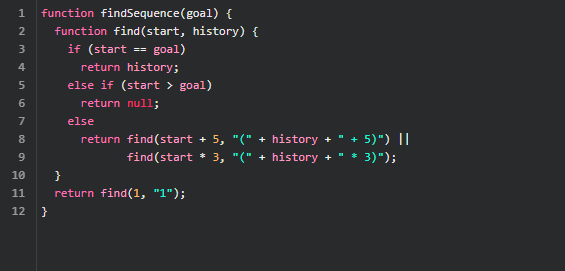 1 function findSequence(goal) {
2   function find(start, history) {
3     if (start == goal)
4       return history;
5     else if (start > goal)
6       return null;
7     else
8       return find(start + 5, "(" + history + " + 5)") ||
9              find(start * 3, "(" + history + " * 3)");
10   }
11   return find(1, "1");
12 }